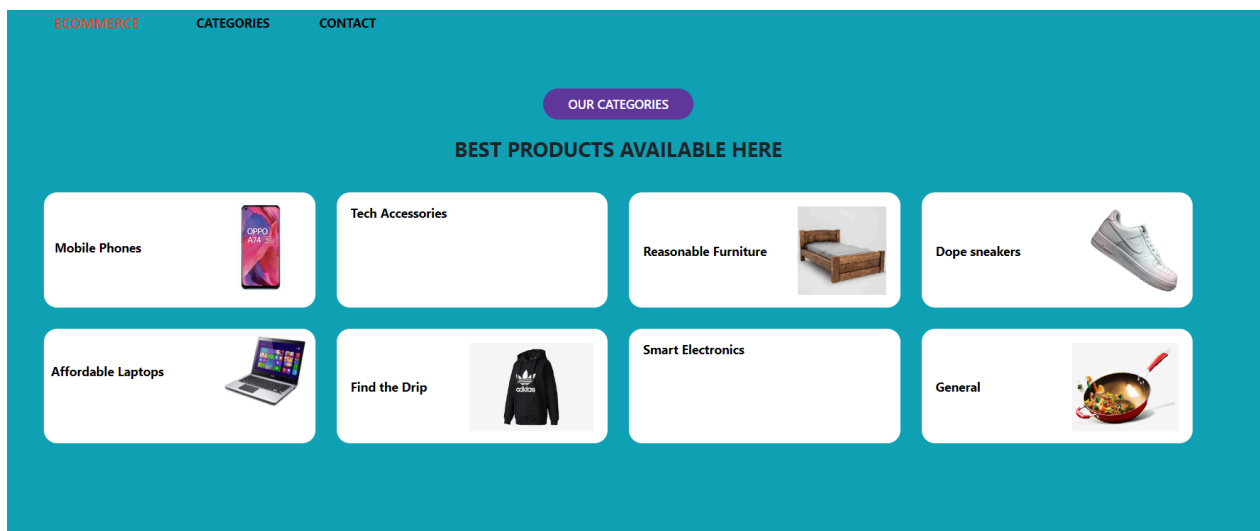 ECOMMERCE CATEGORIES CONTACT
OUR CATEGORIES
BEST PRODUCTS AVAILABLE HERE
Mobile Phones
OPPO
A74 5G
Tech Accessories
Reasonable Furniture
Dope sneakers
Affordable Laptops
Find the Drip
adidas
Smart Electronics
General